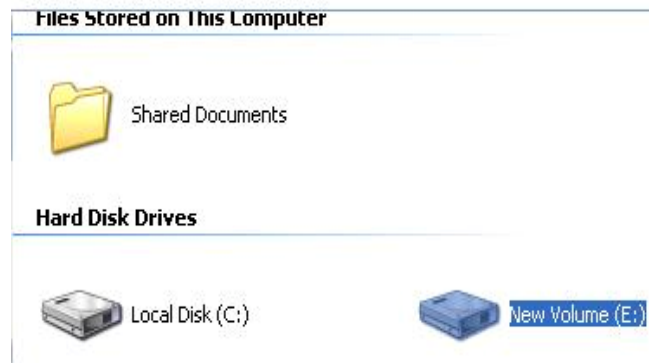 Files Stored on This Computer
Shared Documents
Hard Disk Drives
Local Disk (C:)
New Volume (E:)